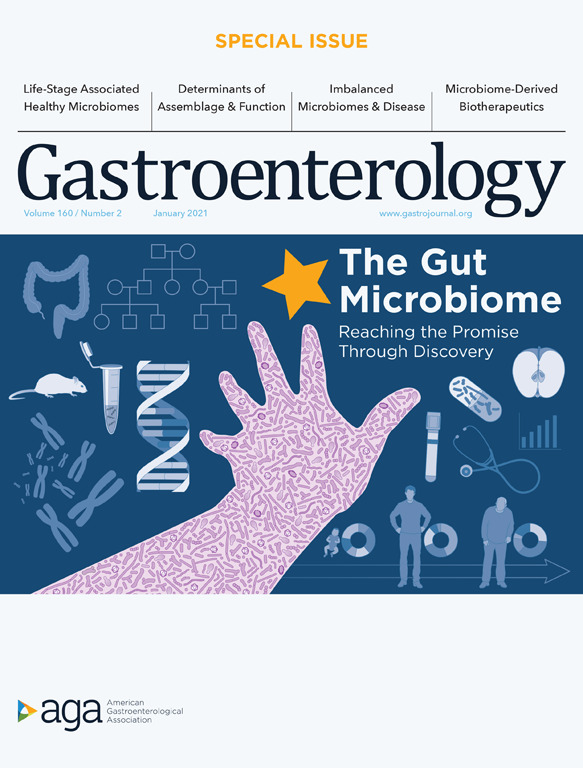 SPECIAL ISSUE
Life-Stage Associated
Healthy Microbiomes
Determinants of
Assemblage & Function
Imbalanced
Microbiomes & Disease
Microbiome-Derived
Biotherapeutics
Gastroenterology
Volume 160 / Number 2
January 2021
www.gastrojournal.org
The Gut
Microbiome
Reaching the Promise
Through Discovery
aga
American
Gastroenterological
Association